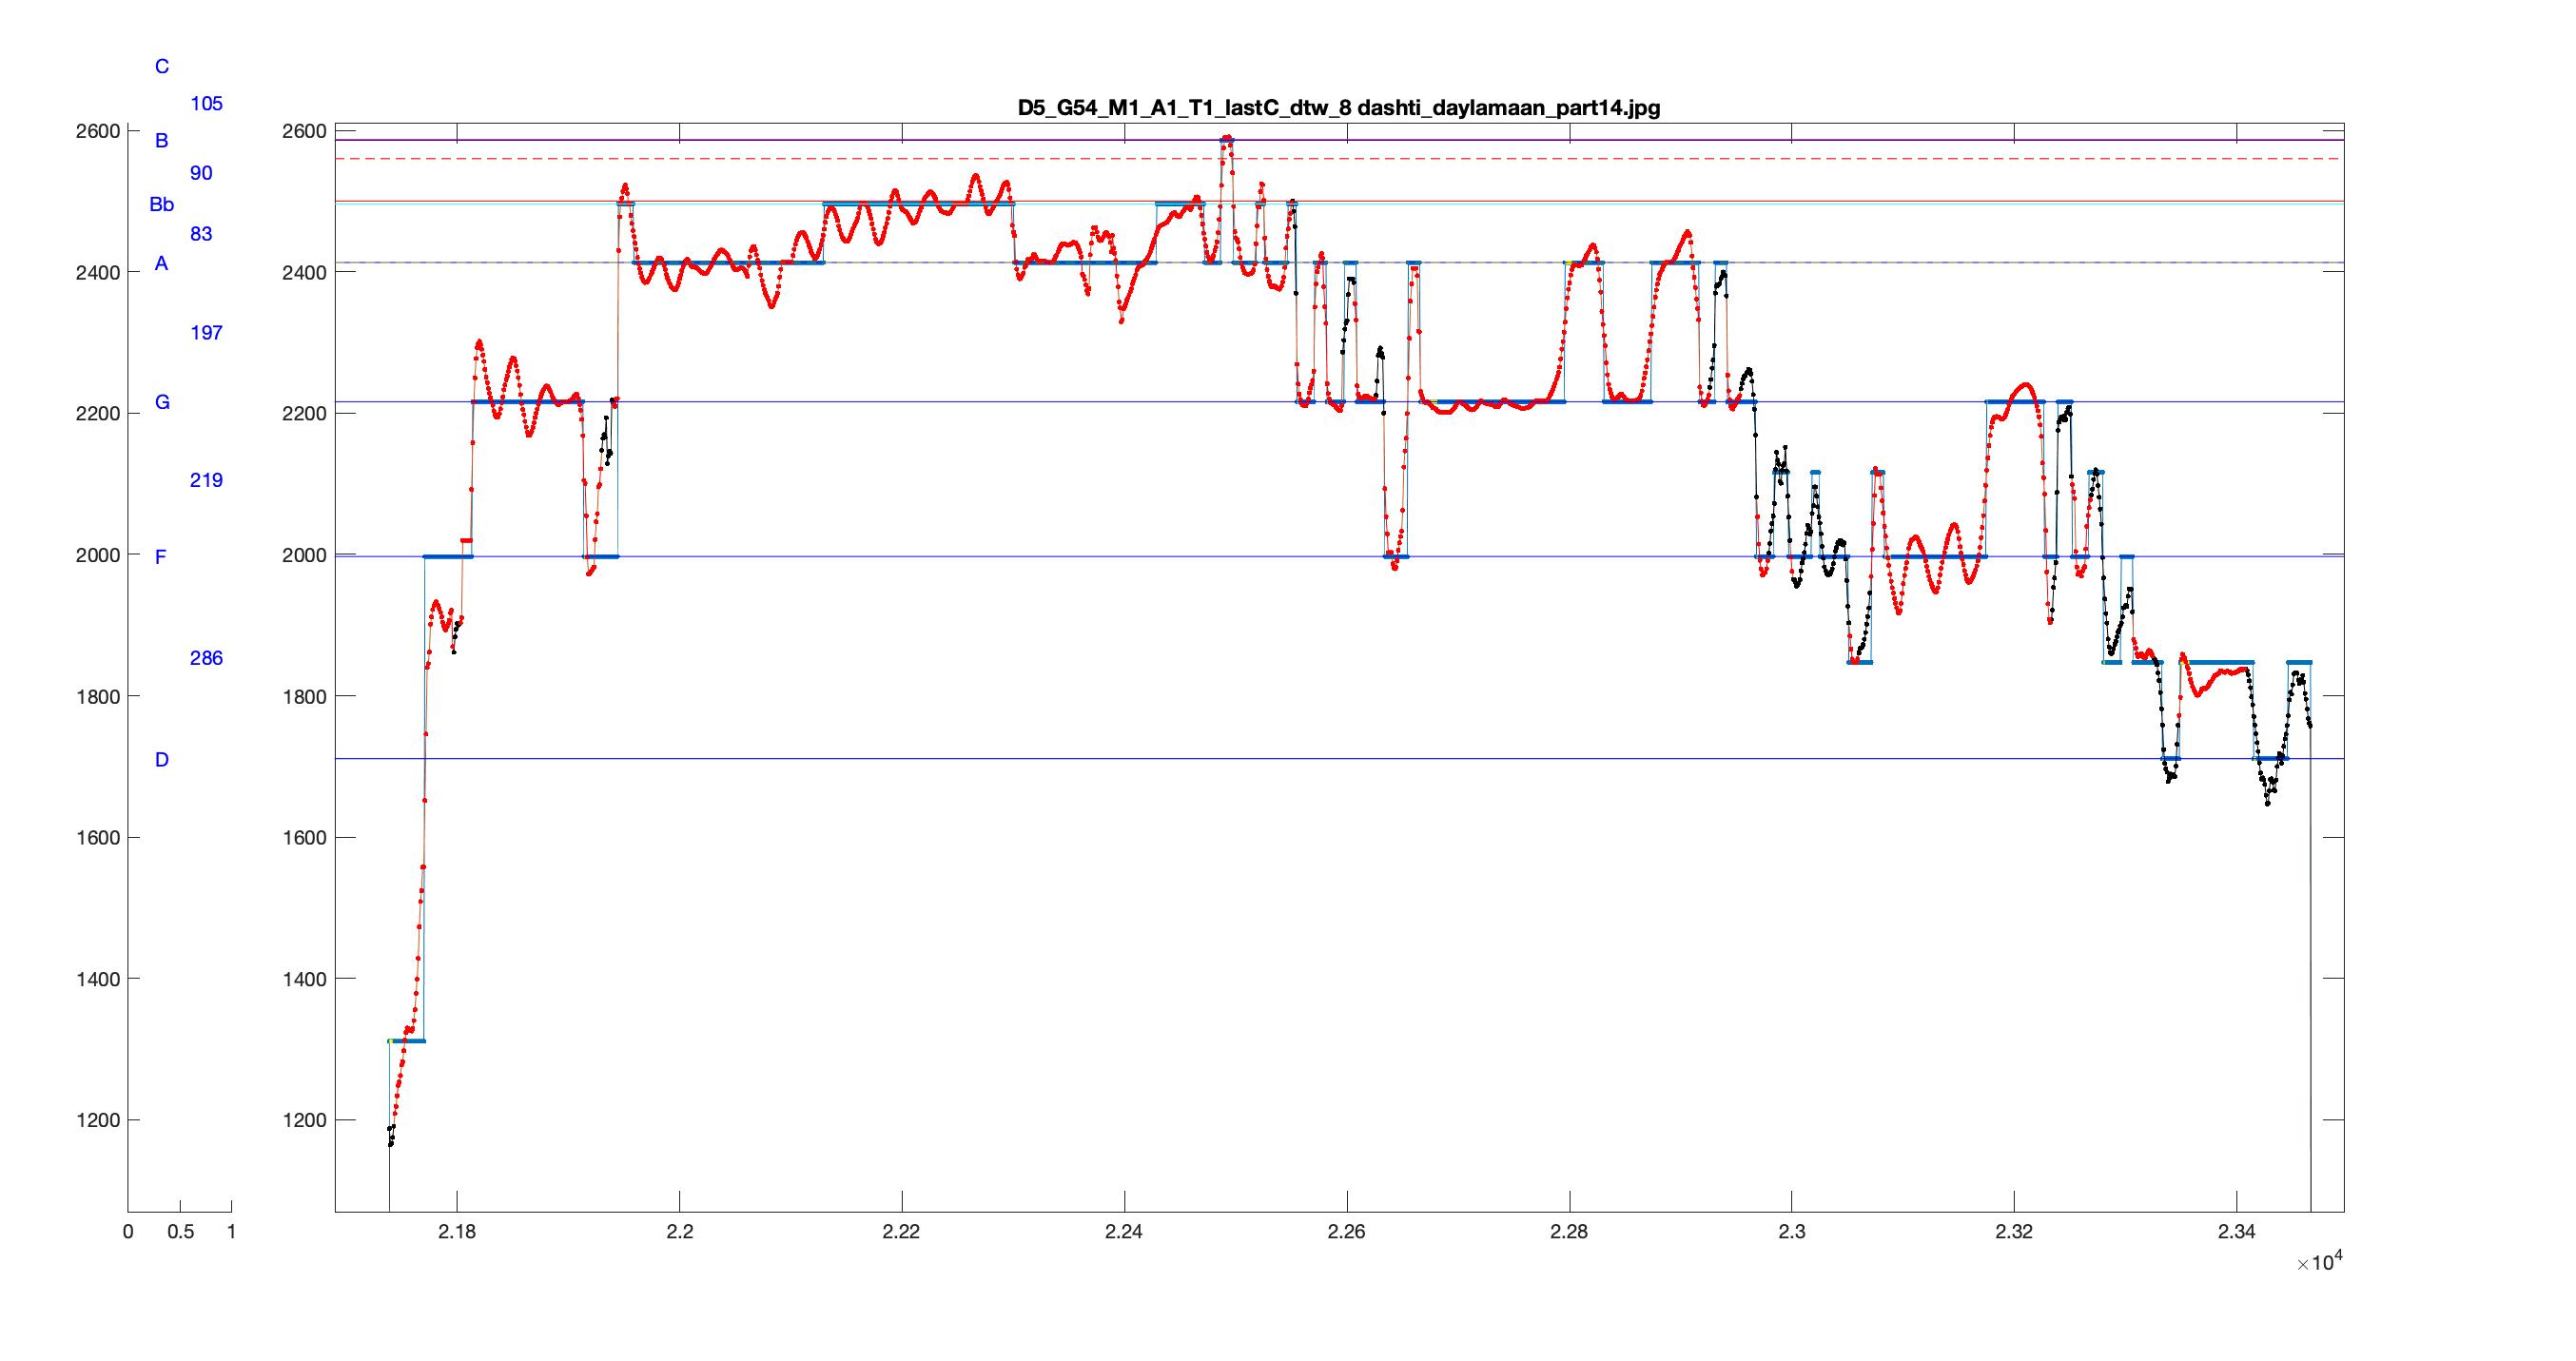 D5_G54_M1_A1_T1_lastC_dtw_8 dashti_daylamaan_part14.jpg
C
105
B
90
Bb
83
A
197
G
219
F
286
D
2600
2400
2200
2000
1800
1600
1400
1200
0 0.5 1
2600
2400
2200
2000
1800
1600
1400
1200
2.18 2.2 2.22 2.24 2.26 2.28 2.3 2.32 2.34
×10⁴